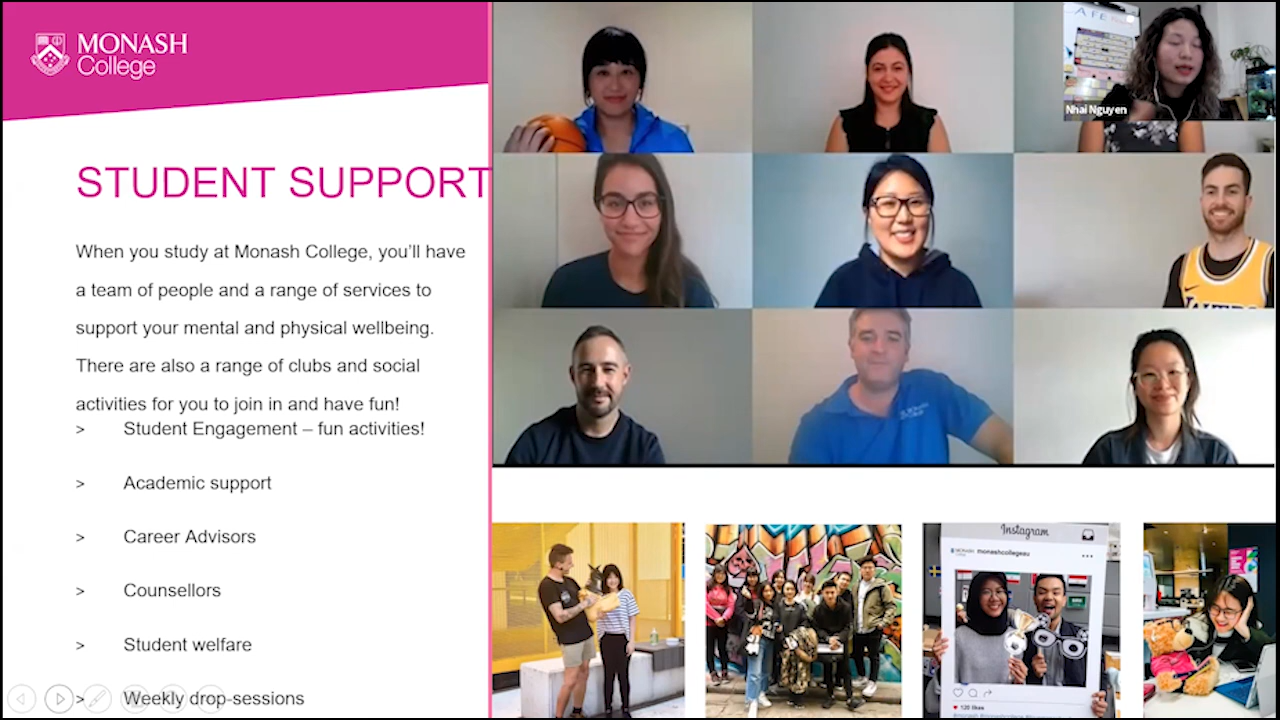 MONASH
College
STUDENT SUPPORT
When you study at Monash College, you’ll have
a team of people and a range of services to
support your mental and physical wellbeing.
There are also a range of clubs and social
activities for you to join in and have fun!
> Student Engagement – fun activities!
> Academic support
> Career Advisors
> Counsellors
> Student welfare
> Weekly drop-sessions
Nhai Nguyen
Instagram
monashcollegeau
120 likes